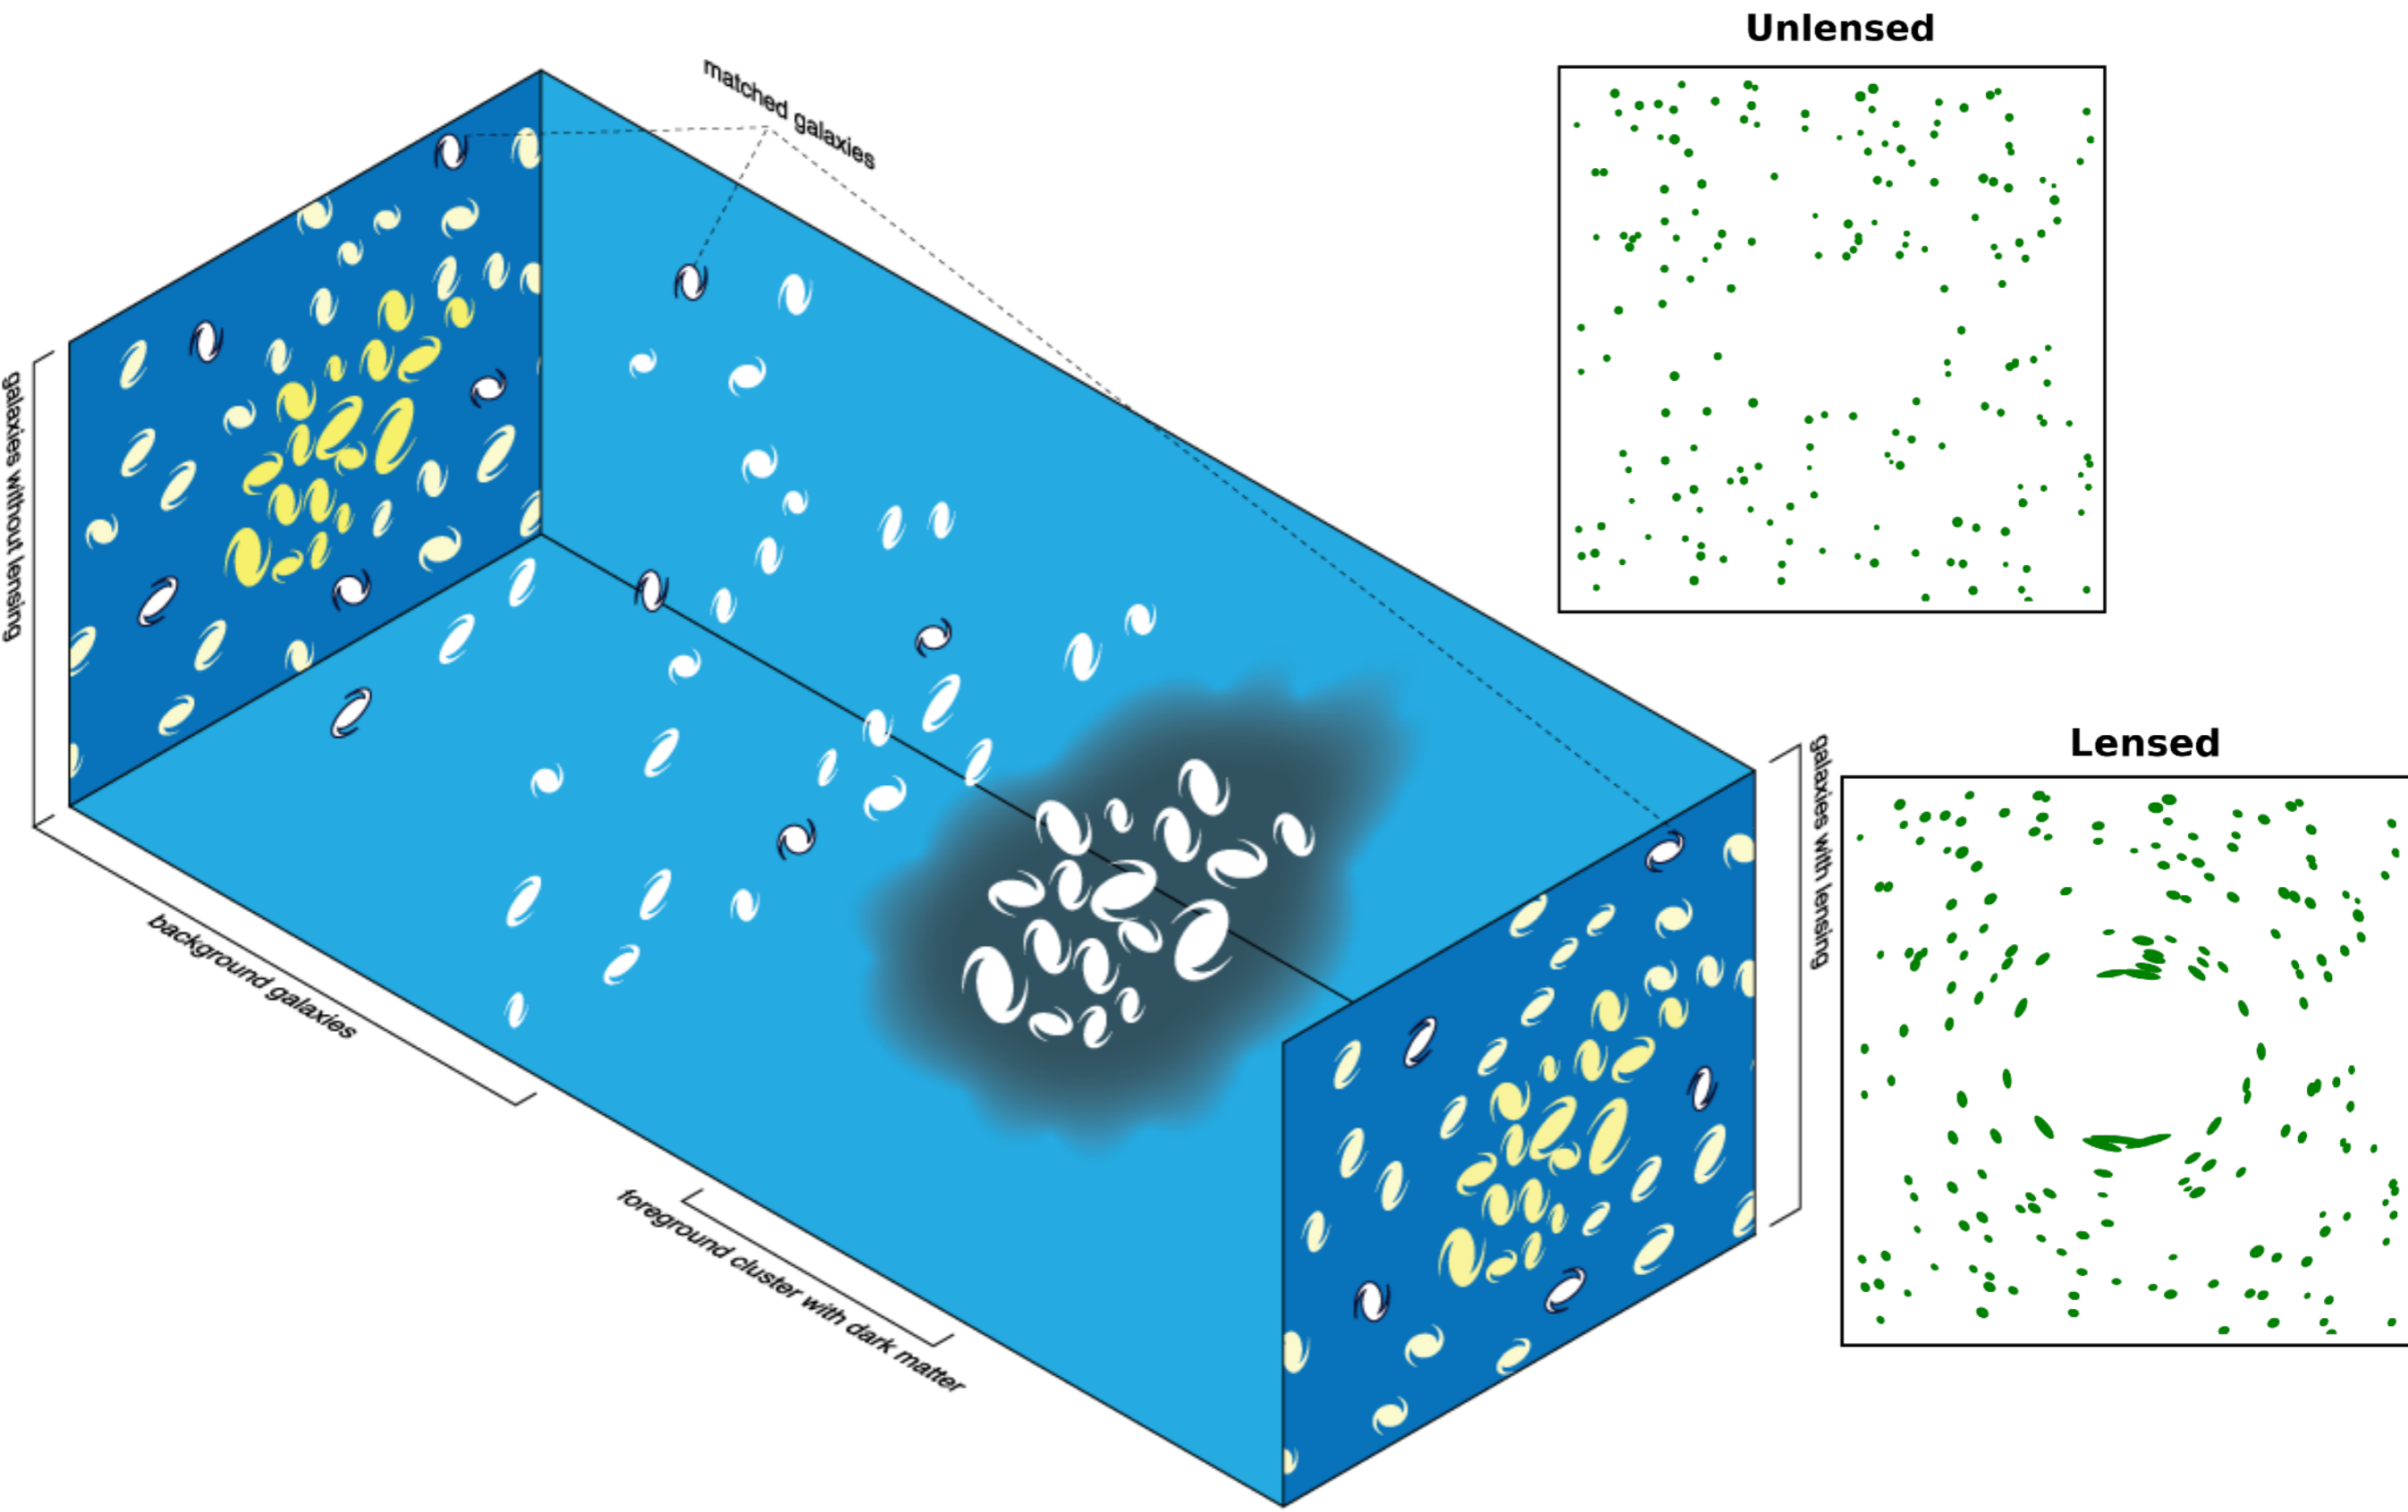 Unlensed
matched galaxies
galaxies without lensing
Lensed
galaxies with lensing
background galaxies
foreground cluster with dark matter